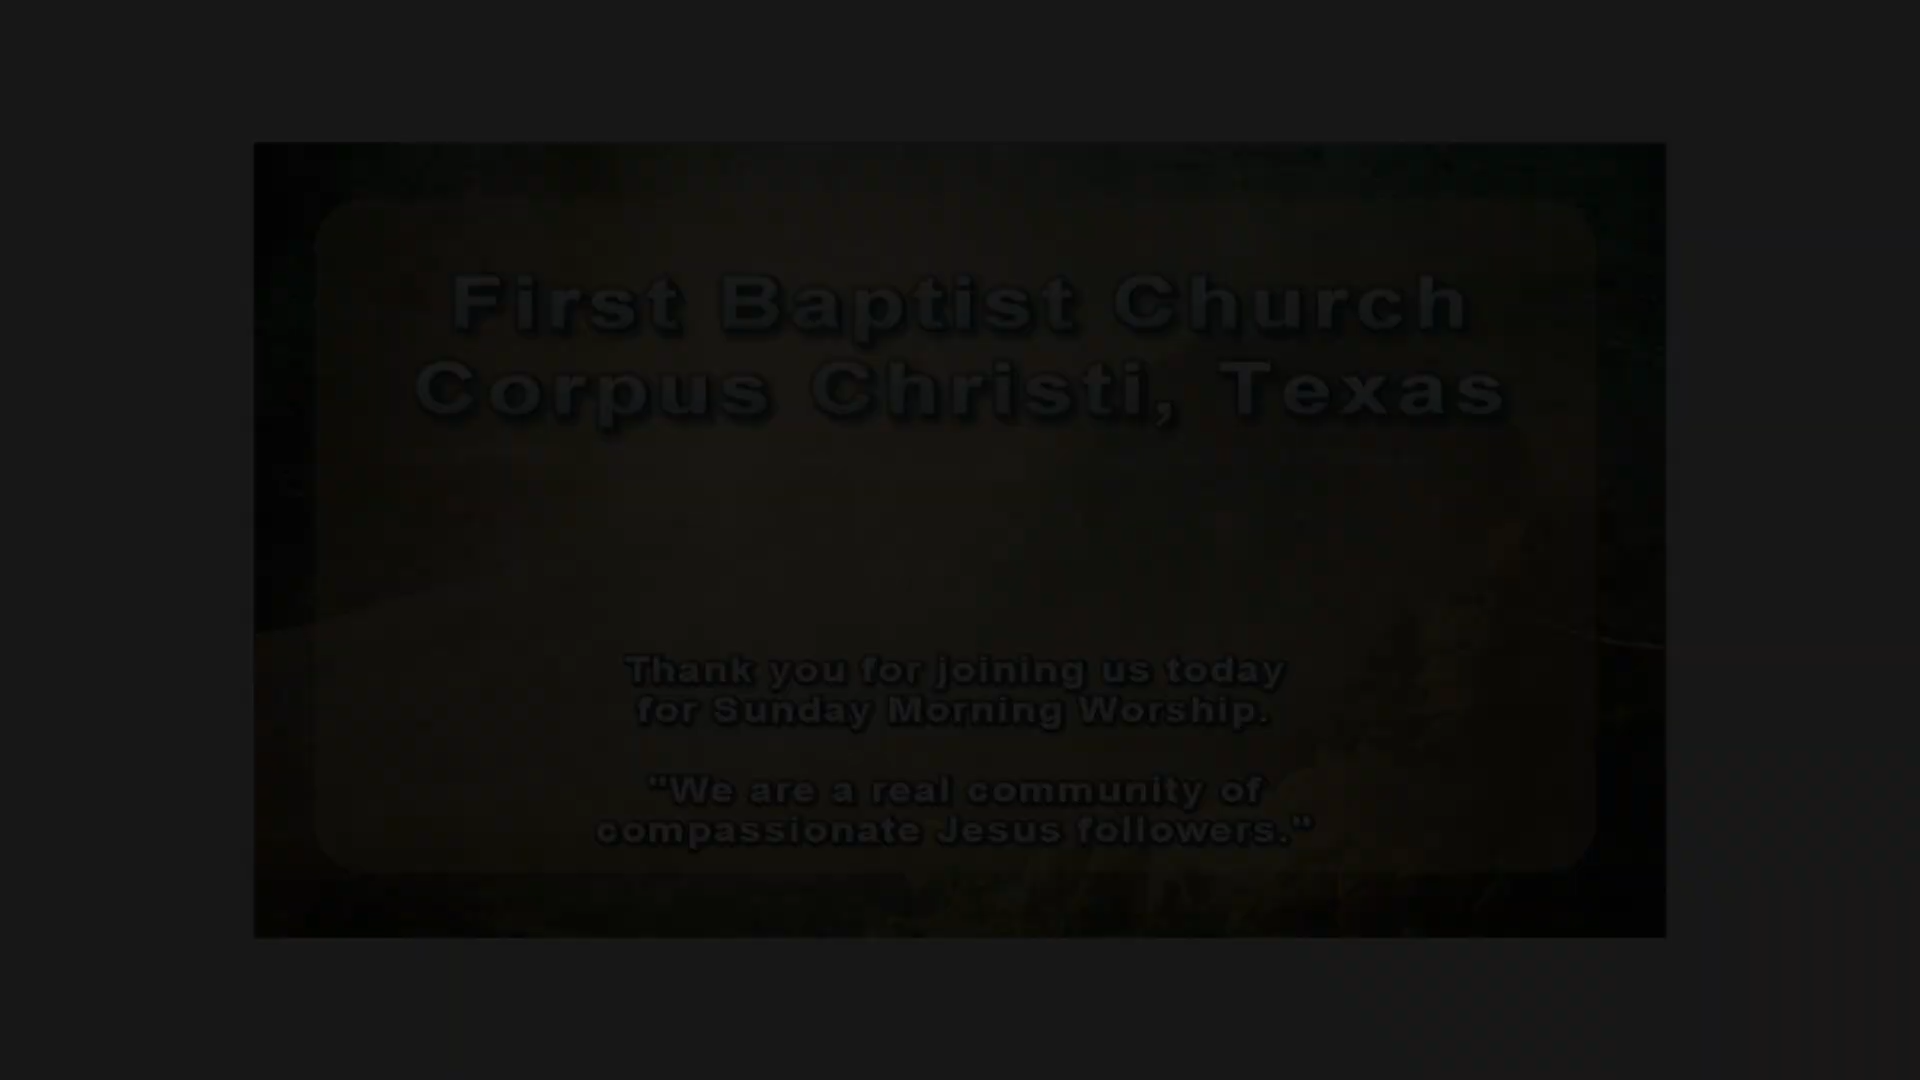 First Baptist Church
Corpus Christi, Texas
Thank you for joining us today
for Sunday Morning Worship.
"We are a real community of
compassionate Jesus followers."